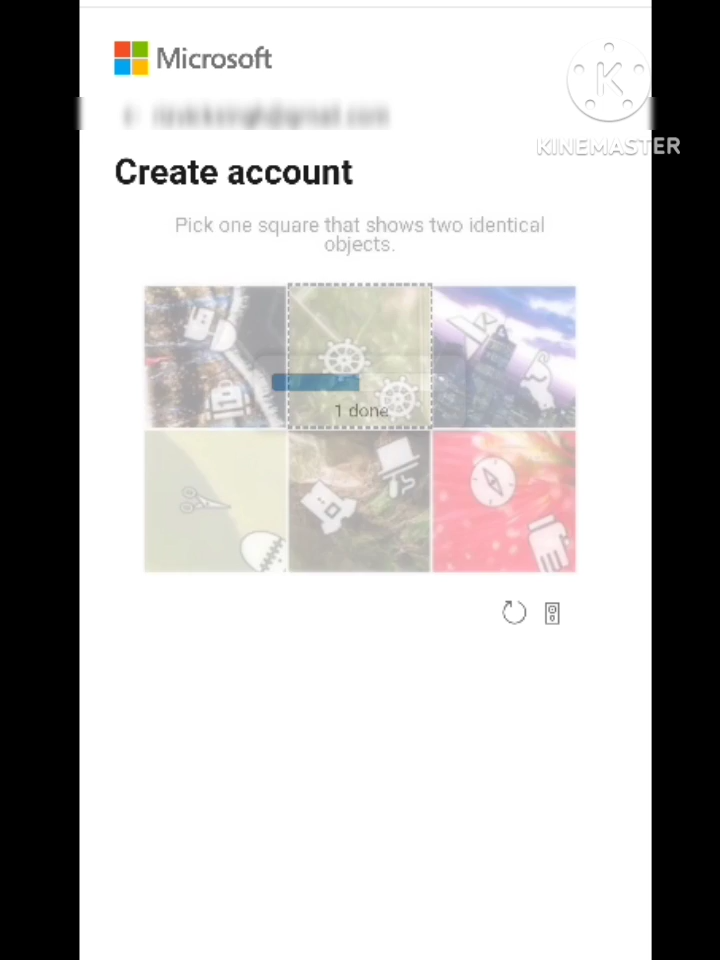 Microsoft
KINEMASTER
Create account
Pick one square that shows two identical
objects.
1 done